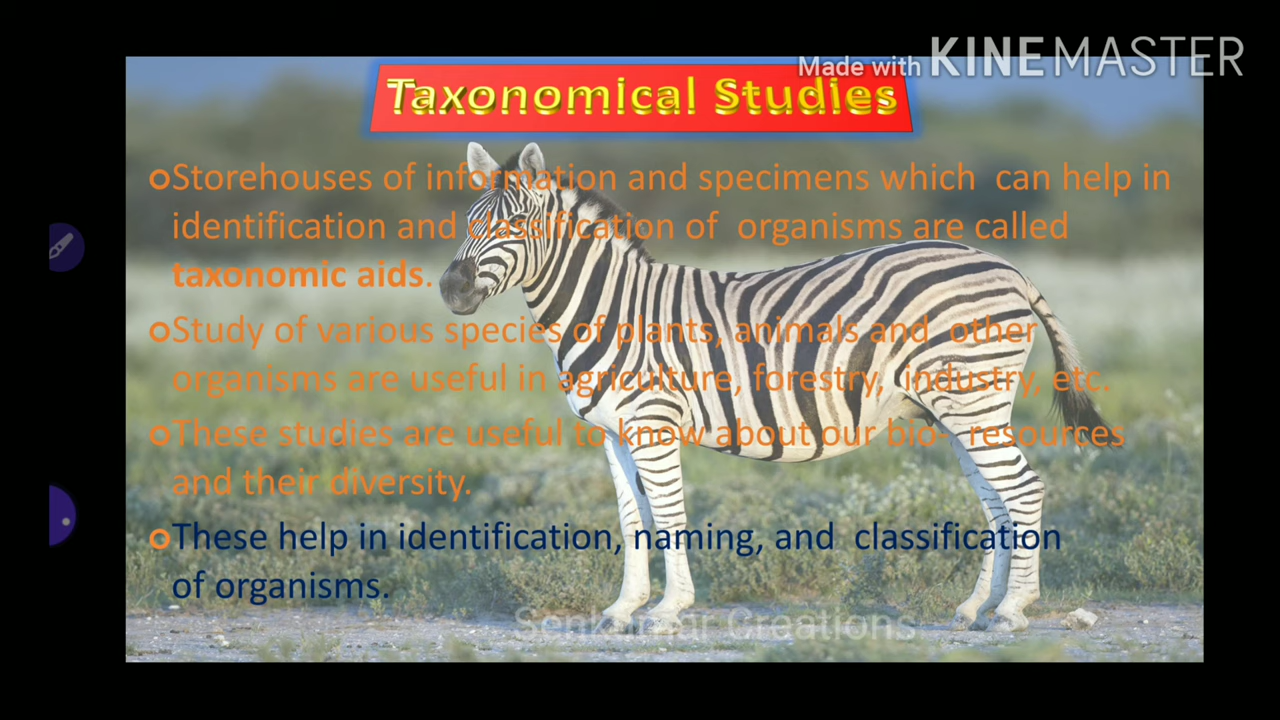 Made with KINEMASTER
Taxonomical Studies
Storehouses of information and specimens which can help in
identification and classification of organisms are called
taxonomic aids.
Study of various species of plants, animals and other
organisms are useful in agriculture, forestry, industry, etc.
These studies are useful to know about our bio- resources
and their diversity.
These help in identification, naming, and classification
of organisms.
Creations